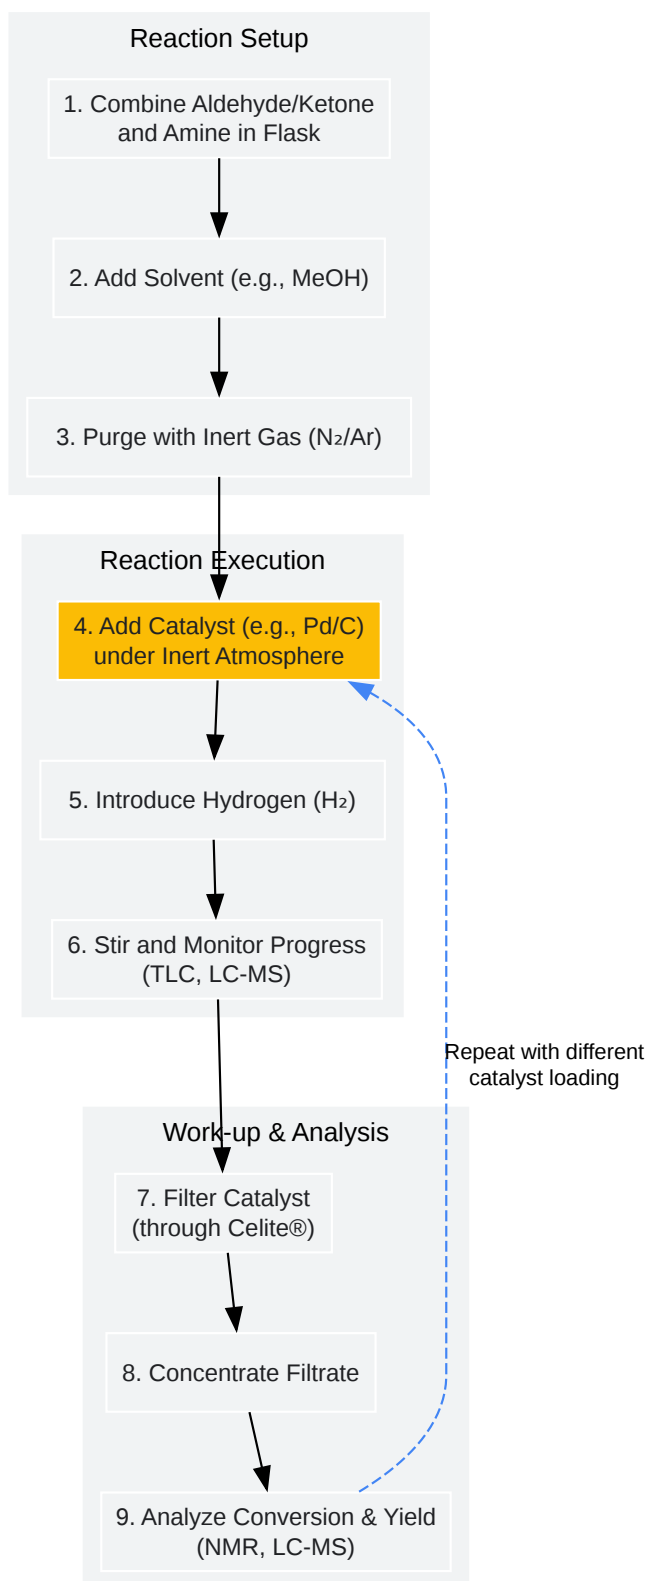 Reaction Setup
1. Combine Aldehyde/Ketone
and Amine in Flask
2. Add Solvent (e.g., MeOH)
3. Purge with Inert Gas (N₂/Ar)
Reaction Execution
4. Add Catalyst (e.g., Pd/C)
under Inert Atmosphere
5. Introduce Hydrogen (H₂)
6. Stir and Monitor Progress
(TLC, LC-MS)
Repeat with different
catalyst loading
Work-up & Analysis
7. Filter Catalyst
(through Celite®)
8. Concentrate Filtrate
9. Analyze Conversion & Yield
(NMR, LC-MS)